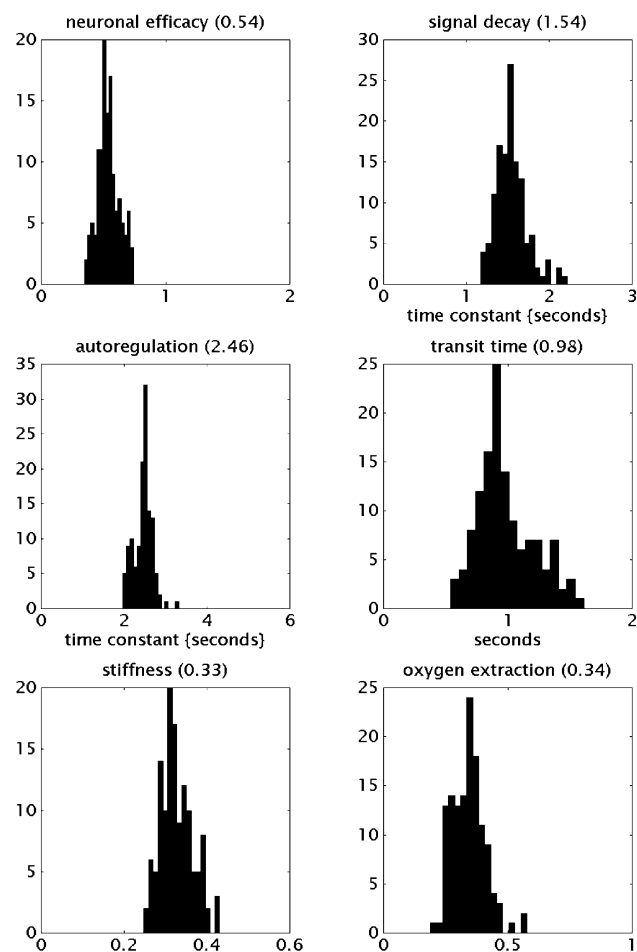 neuronal efficacy (0.54)
20
15
10
5
0
0 1 2
signal decay (1.54)
30
25
20
15
10
5
0
0 1 2 3
time constant {seconds}
autoregulation (2.46)
35
30
25
20
15
10
5
0
0 2 4 6
time constant {seconds}
transit time (0.98)
25
20
15
10
5
0
0 1 2
seconds
stiffness (0.33)
20
15
10
5
0
0 0.2 0.4 0.6
oxygen extraction (0.34)
25
20
15
10
5
0
0 0.5 1